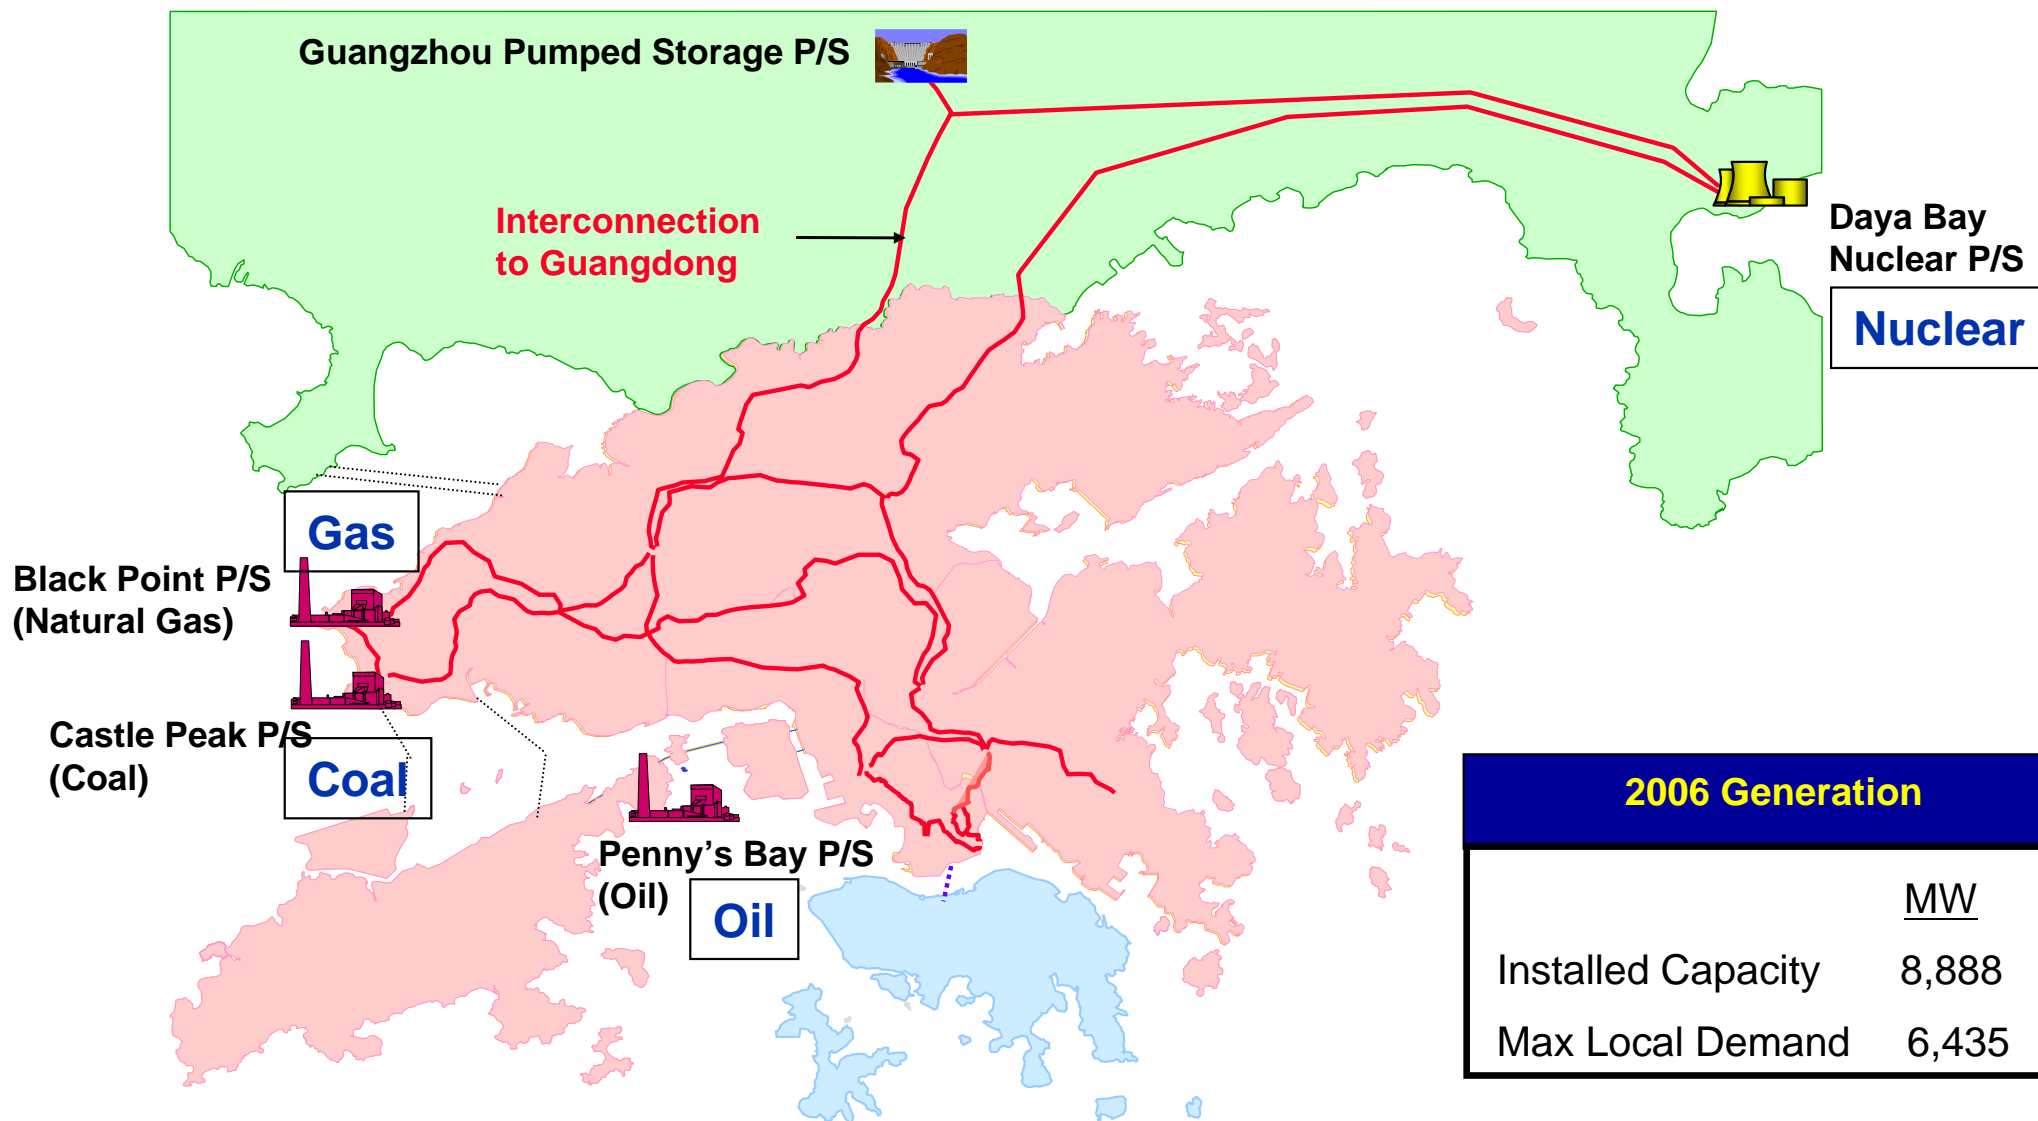 Guangzhou Pumped Storage P/S
Interconnection
to Guangdong
Daya Bay
Nuclear P/S
Nuclear
Gas
Black Point P/S
(Natural Gas)
Castle Peak P/S
(Coal)
Coal
Penny’s Bay P/S
(Oil)
Oil
2006 Generation
MW
Installed Capacity 8,888
Max Local Demand 6,435